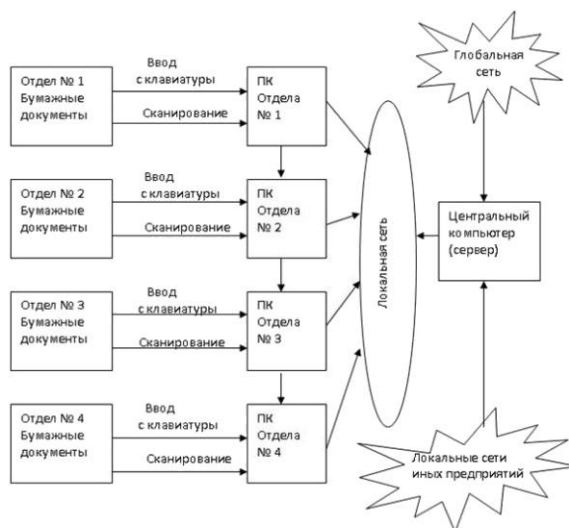 Глобальная
сеть
Отдел № 1
Бумажные
документы
Ввод
с клавиатуры
Сканирование
ПК
Отдела
№ 1
Отдел № 2
Бумажные
документы
Ввод
с клавиатуры
Сканирование
ПК
Отдела
№ 2
Локальная сеть
Центральный
компьютер
(сервер)
Отдел № 3
Бумажные
документы
Ввод
с клавиатуры
Сканирование
ПК
Отдела
№ 3
Отдел № 4
Бумажные
документы
Ввод
с клавиатуры
Сканирование
ПК
Отдела
№ 4
Локальные сети
иных предприятий